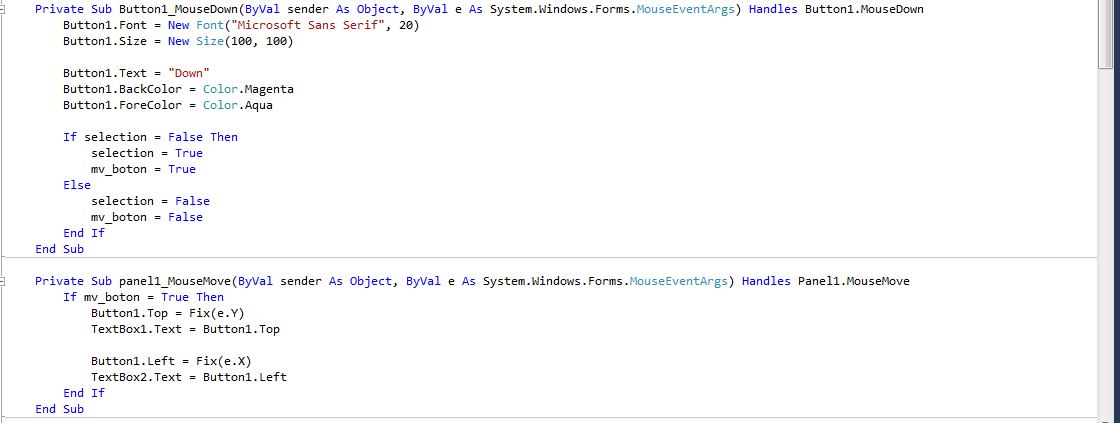 Private Sub Button1_MouseDown(ByVal sender As Object, ByVal e As System.Windows.Forms.MouseEventArgs) Handles Button1.MouseDown
Button1.Font = New Font("Microsoft Sans Serif", 20)
Button1.Size = New Size(100, 100)
Button1.Text = "Down"
Button1.BackColor = Color.Magenta
Button1.ForeColor = Color.Aqua
If selection = False Then
selection = True
mv_boton = True
Else
selection = False
mv_boton = False
End If
End Sub
Private Sub panel1_MouseMove(ByVal sender As Object, ByVal e As System.Windows.Forms.MouseEventArgs) Handles Panel1.MouseMove
If mv_boton = True Then
Button1.Top = Fix(e.Y)
TextBox1.Text = Button1.Top
Button1.Left = Fix(e.X)
TextBox2.Text = Button1.Left
End If
End Sub